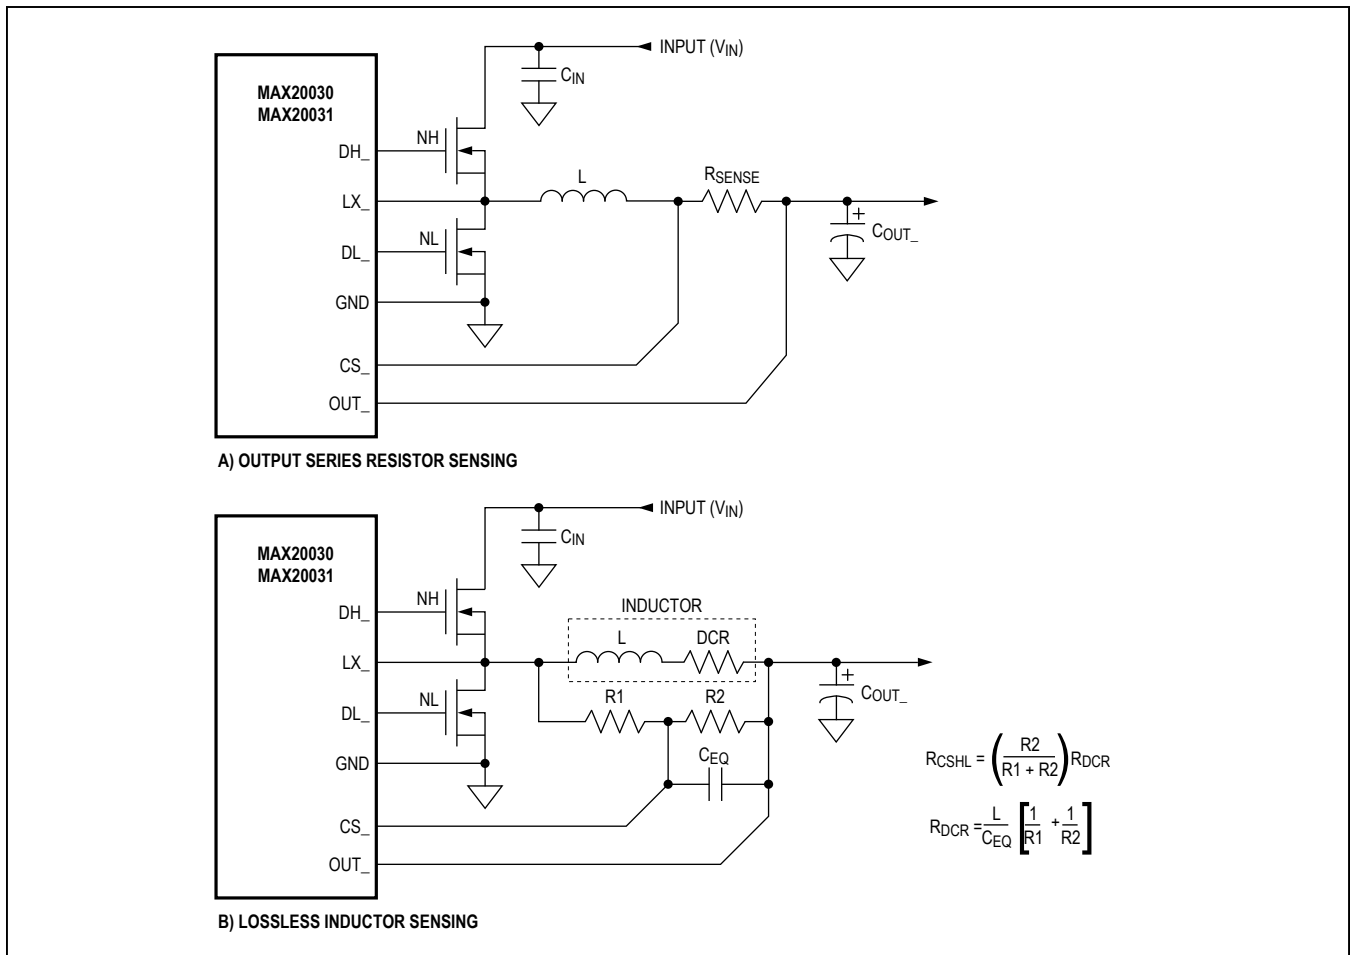 INPUT (VIN)
CIN
MAX20030
MAX20031
NH
DH_
L
RSENSE
LX_
COUT_
NL
DL_
GND
CS_
OUT_
+
A) OUTPUT SERIES RESISTOR SENSING
INPUT (VIN)
CIN
MAX20030
MAX20031
NH
DH_
INDUCTOR
L
DCR
LX_
+
COUT_
NL
R1
R2
DL_
CEQ
GND
CS_
OUT_
RCSHL = (R2 / R1 + R2) RDCR
RDCR = L / CEQ [1 / R1 + 1 / R2]
B) LOSSLESS INDUCTOR SENSING